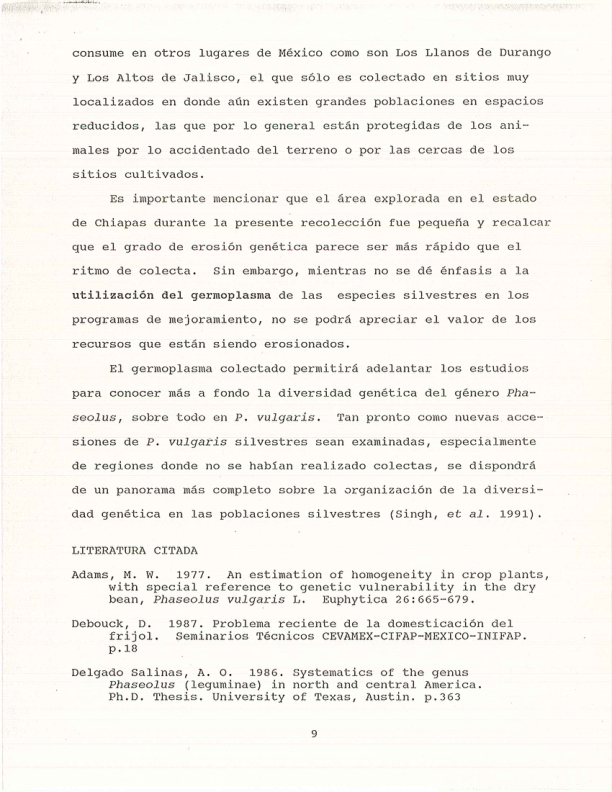 consume en otros lugares de México como son Los Llanos de Durango
y Los Altos de Jalisco, el que sólo es colectado en sitios muy
localizados en donde aún existen grandes poblaciones en espacios
reducidos, las que por lo general están protegidas de los ani-
males por lo accidentado del terreno o por las cercas de los
sitios cultivados.
Es importante mencionar que el área explorada en el estado
de Chiapas durante la presente recolección fue pequeña y recalcar
que el grado de erosión genética parece ser más rápido que el
ritmo de colecta. Sin embargo, mientras no se dé énfasis a la
utilización del germoplasma de las especies silvestres en los
programas de mejoramiento, no se podrá apreciar el valor de los
recursos que están siendo erosionados.
El germoplasma colectado permitirá adelantar los estudios
para conocer más a fondo la diversidad genética del género Pha-
seolus, sobre todo en P. vulgaris. Tan pronto como nuevas acce-
siones de P. vulgaris silvestres sean examinadas, especialmente
de regiones donde no se habían realizado colectas, se dispondrá
de un panorama más completo sobre la organización de la diversi-
dad genética en las poblaciones silvestres (Singh, et al. 1991).
LITERATURA CITADA
Adams, M. W. 1977. An estimation of homogeneity in crop plants,
with special reference to genetic vulnerability in the dry
bean, Phaseolus vulgaris L. Euphytica 26:665-679.
Debouck, D. 1987. Problema reciente de la domesticación del
frijol. Seminarios Técnicos CEVAMEX-CIFAP-MEXICO-INIFAP.
p.18
Delgado Salinas, A. O. 1986. Systematics of the genus
Phaseolus (leguminae) in north and central America.
Ph.D. Thesis. University of Texas, Austin. p.363
9